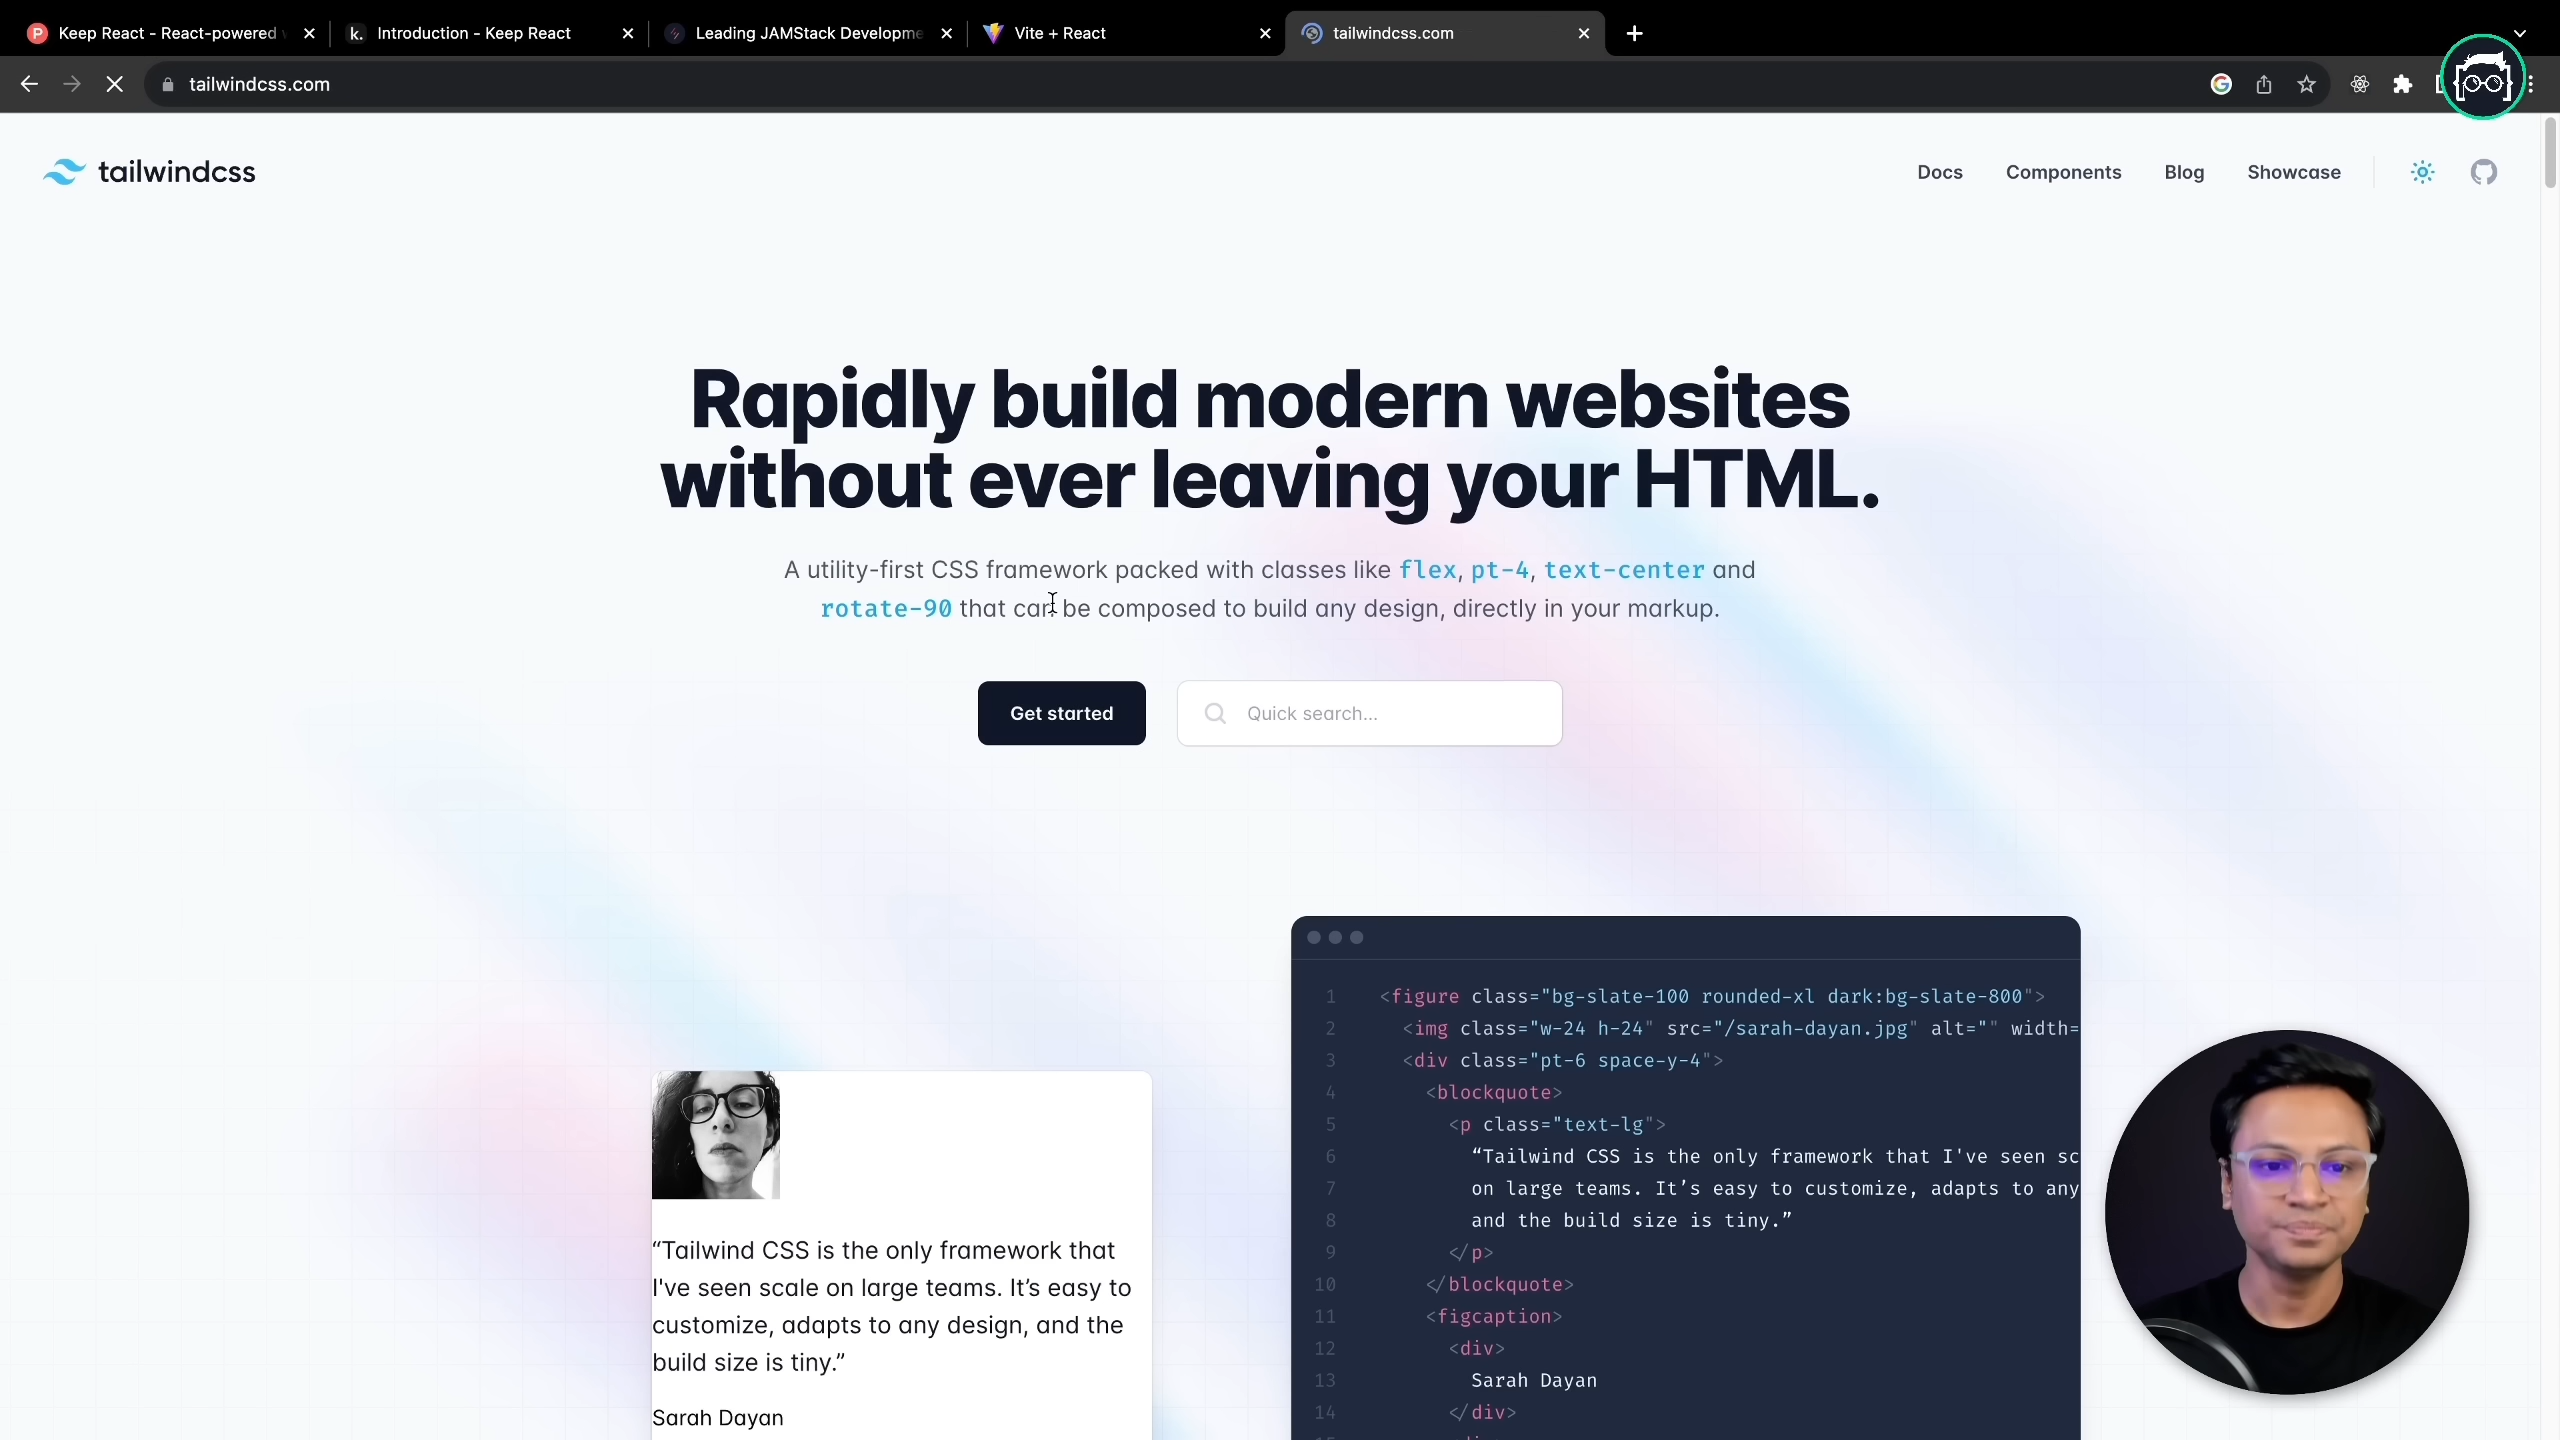 Keep React - React-powered
Introduction - Keep React
Leading JAMStack Developme
Vite + React
tailwindcss.com
tailwindcss.com
tailwindcss
Docs
Components
Blog
Showcase
Rapidly build modern websites
without ever leaving your HTML.
A utility-first CSS framework packed with classes like flex, pt-4, text-center and
rotate-90 that can be composed to build any design, directly in your markup.
Get started
Quick search...
1 <figure class="bg-slate-100 rounded-xl dark:bg-slate-800">
2 <img class="w-24 h-24" src="/sarah-dayan.jpg" alt="" width=
3 <div class="pt-6 space-y-4">
4 <blockquote>
5 <p class="text-lg">
6 “Tailwind CSS is the only framework that I've seen sc
7 on large teams. It’s easy to customize, adapts to any
8 and the build size is tiny.”
9 </p>
10 </blockquote>
11 <figcaption>
12 <div>
13 Sarah Dayan
14 </div>
“Tailwind CSS is the only framework that
I've seen scale on large teams. It’s easy to
customize, adapts to any design, and the
build size is tiny.”
Sarah Dayan